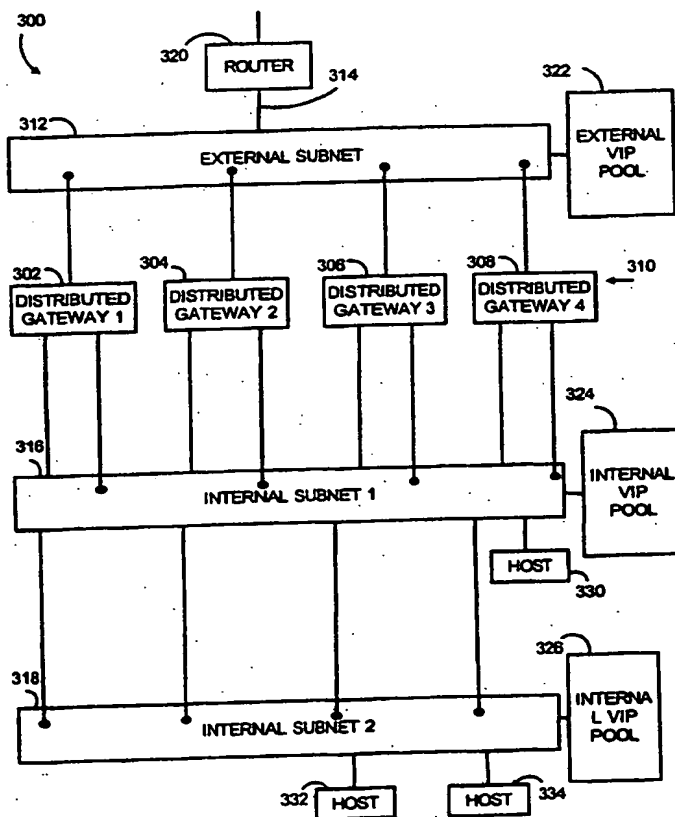 300
320
ROUTER
314
322
EXTERNAL
VIP
POOL
312
EXTERNAL SUBNET
302
DISTRIBUTED
GATEWAY 1
304
DISTRIBUTED
GATEWAY 2
306
DISTRIBUTED
GATEWAY 3
308
DISTRIBUTED
GATEWAY 4
310
324
INTERNAL
VIP
POOL
316
INTERNAL SUBNET 1
HOST
330
326
INTERNA
L VIP
POOL
318
INTERNAL SUBNET 2
332
HOST
HOST
334